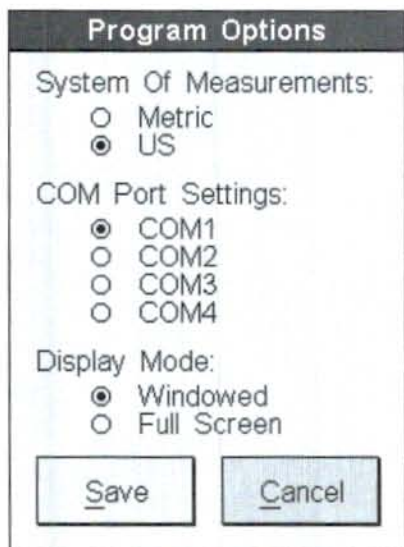 Program Options
System Of Measurements:
Metric
US
COM Port Settings:
COM1
COM2
COM3
COM4
Display Mode:
Windowed
Full Screen
Save Cancel